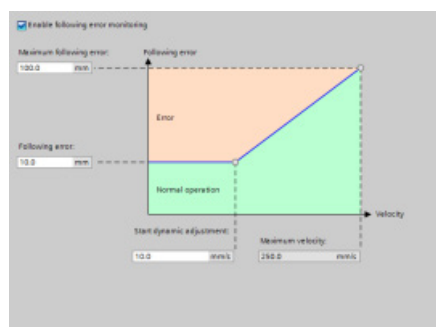 Enable following error monitoring
Maximum following error:
Following error
100.0 mm
Error
Following error:
10.0 mm
Normal operation
Velocity
Start dynamic adjustment:
Maximum velocity:
10.0 mm/s
250.0 mm/s